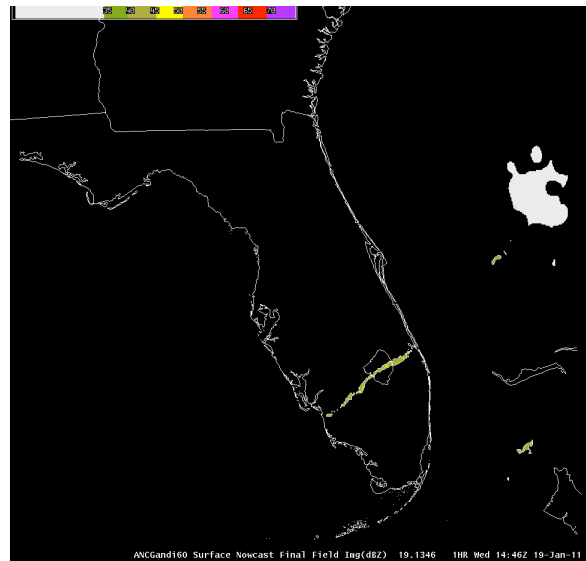 35 40 45 50 55 60 65 70
ANCGandi60 Surface Nowcast Final Field Img(dBZ) 19.1346 1HR Wed 14:46Z 19-Jan-11